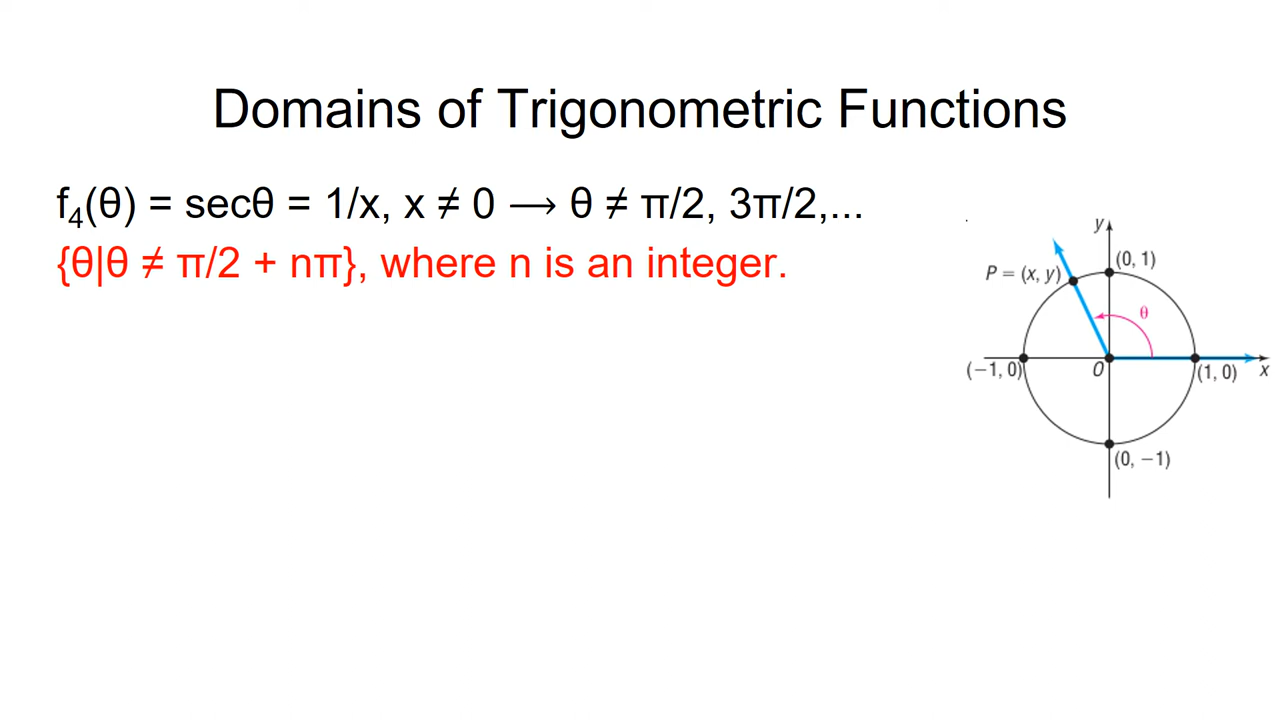 Domains of Trigonometric Functions
f₄(θ) = secθ = 1/x, x ≠ 0 ⟶ θ ≠ π/2, 3π/2,...
{θ|θ ≠ π/2 + nπ}, where n is an integer.
y
(0, 1)
P = (x, y)
θ
(−1, 0)
O
(1, 0)
x
(0, −1)